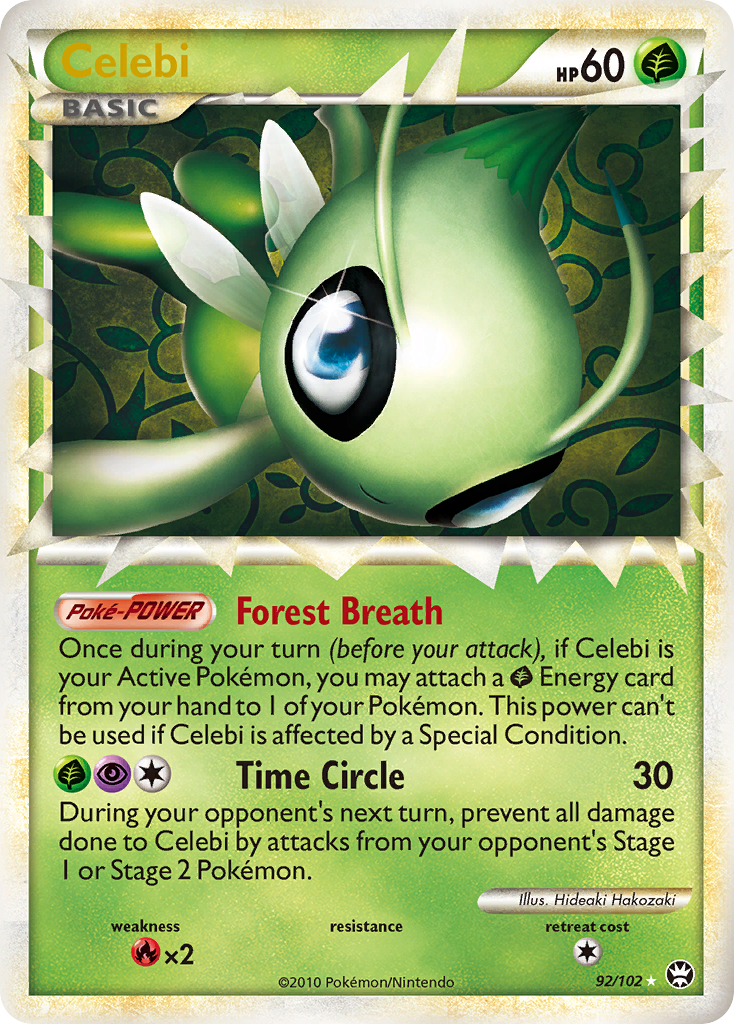 Celebi
HP60
BASIC
Poké-POWER Forest Breath
Once during your turn (before your attack), if Celebi is
your Active Pokémon, you may attach a Energy card
from your hand to 1 of your Pokémon. This power can't
be used if Celebi is affected by a Special Condition.
Time Circle 30
During your opponent's next turn, prevent all damage
done to Celebi by attacks from your opponent's Stage
1 or Stage 2 Pokémon.
Illus. Hideaki Hakozaki
weakness resistance retreat cost
×2
©2010 Pokémon/Nintendo 92/102 ★